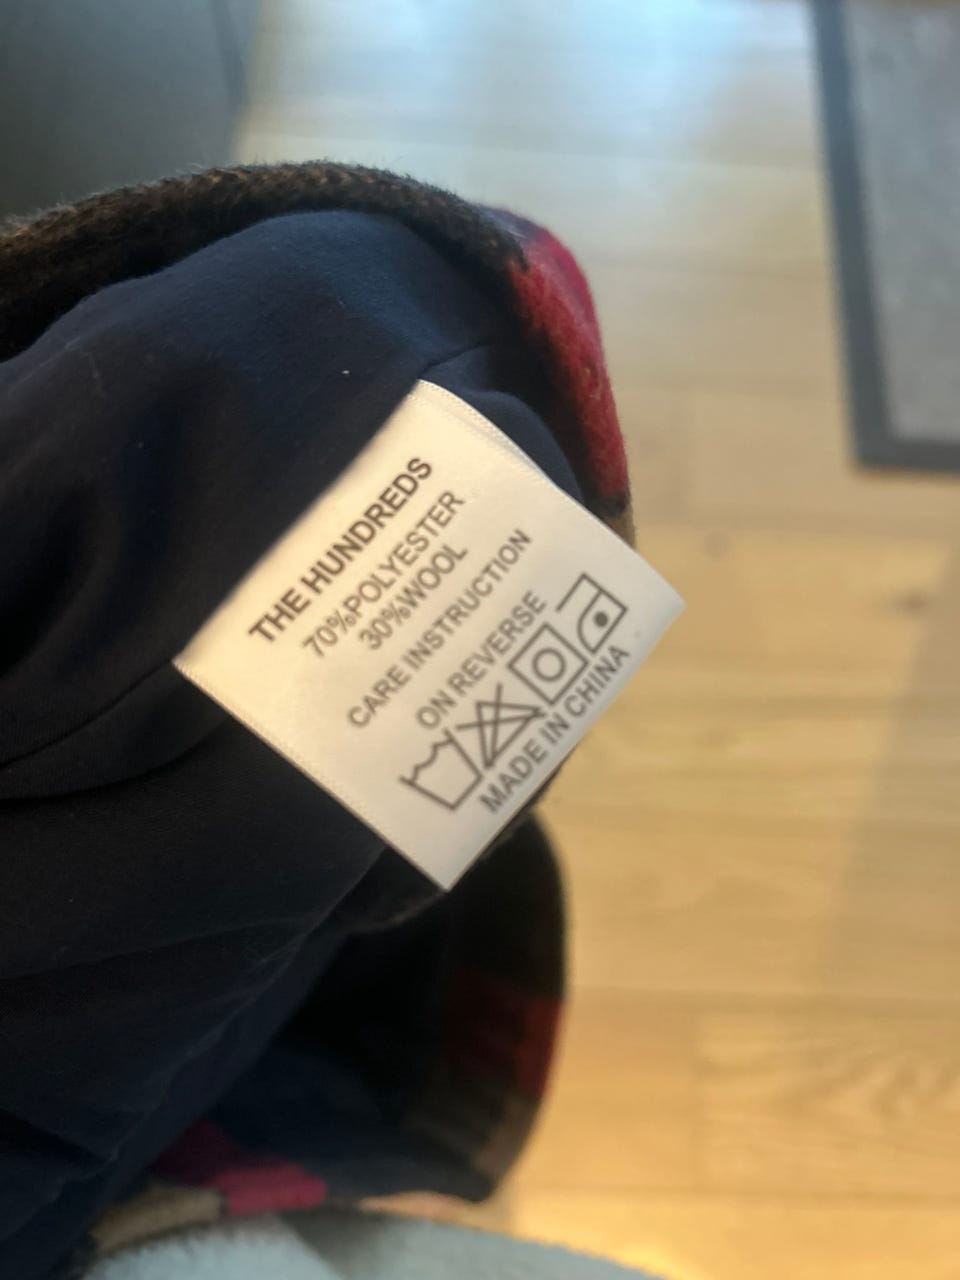 THE HUNDREDS
70%POLYESTER
30%WOOL
CARE INSTRUCTION
ON REVERSE
MADE IN CHINA